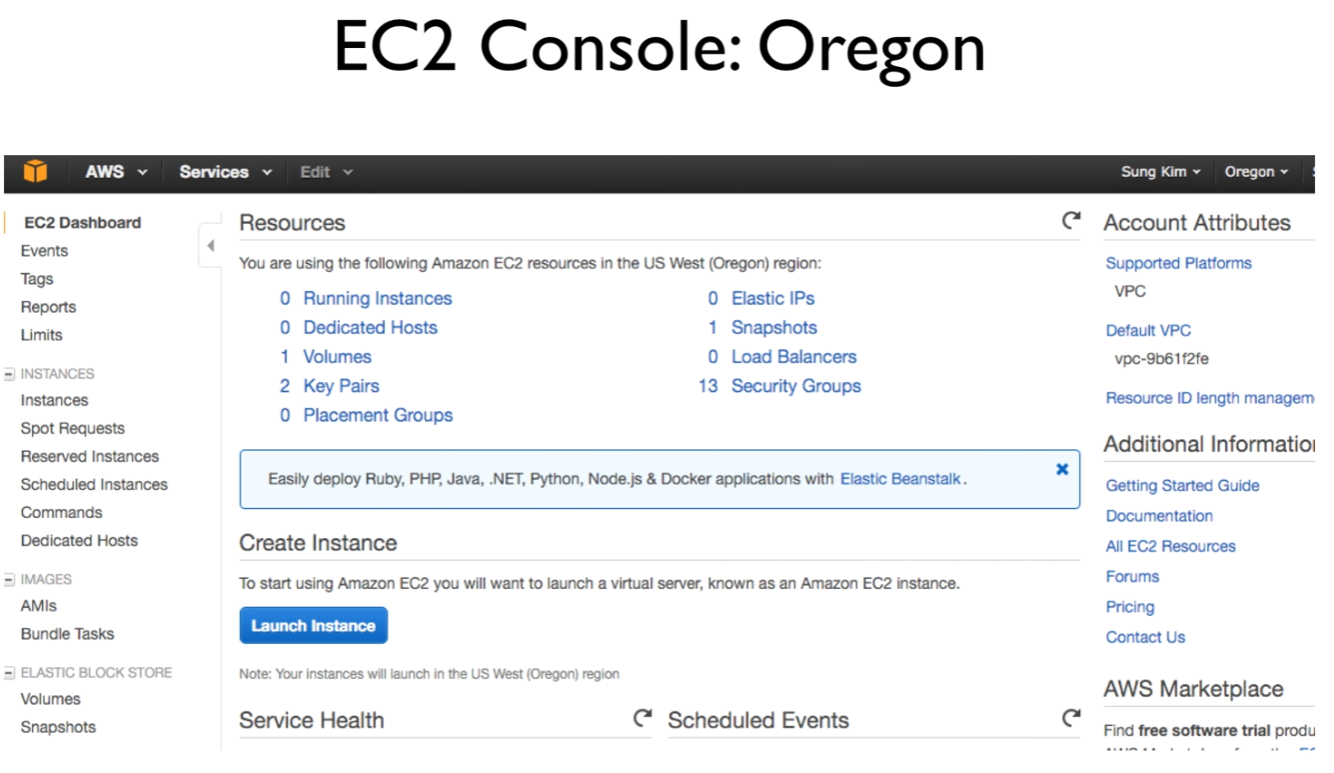 EC2 Console: Oregon
AWS Services Edit Sung Kim Oregon
EC2 Dashboard
Events
Tags
Reports
Limits
INSTANCES
Instances
Spot Requests
Reserved Instances
Scheduled Instances
Commands
Dedicated Hosts
IMAGES
AMIs
Bundle Tasks
ELASTIC BLOCK STORE
Volumes
Snapshots
Resources
You are using the following Amazon EC2 resources in the US West (Oregon) region:
0 Running Instances 0 Elastic IPs
0 Dedicated Hosts 1 Snapshots
1 Volumes 0 Load Balancers
2 Key Pairs 13 Security Groups
0 Placement Groups
Easily deploy Ruby, PHP, Java, .NET, Python, Node.js & Docker applications with Elastic Beanstalk.
Create Instance
To start using Amazon EC2 you will want to launch a virtual server, known as an Amazon EC2 instance.
Launch Instance
Note: Your instances will launch in the US West (Oregon) region
Service Health Scheduled Events
Account Attributes
Supported Platforms
VPC
Default VPC
vpc-9b61f2fe
Resource ID length managem
Additional Informatio
Getting Started Guide
Documentation
All EC2 Resources
Forums
Pricing
Contact Us
AWS Marketplace
Find free software trial produ